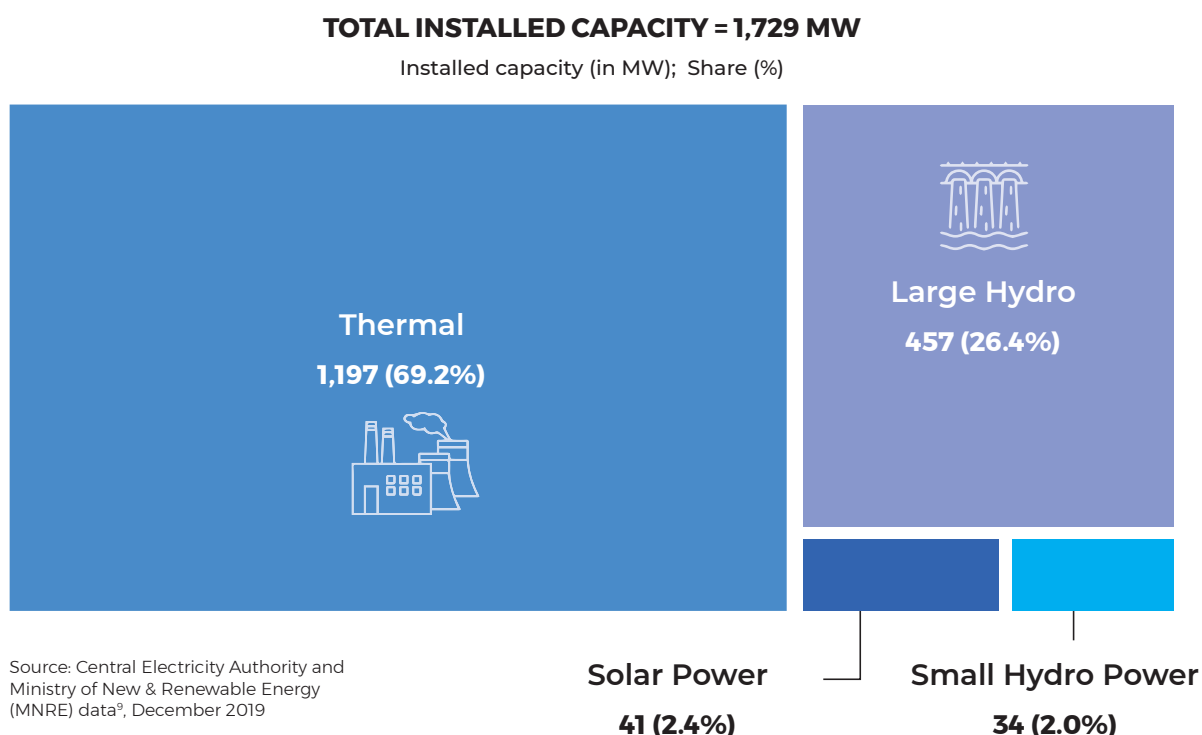 TOTAL INSTALLED CAPACITY = 1,729 MW
Installed capacity (in MW); Share (%)
Thermal
1,197 (69.2%)
Large Hydro
457 (26.4%)
Solar Power
41 (2.4%)
Small Hydro Power
34 (2.0%)
Source: Central Electricity Authority and
Ministry of New & Renewable Energy
(MNRE) data⁹, December 2019